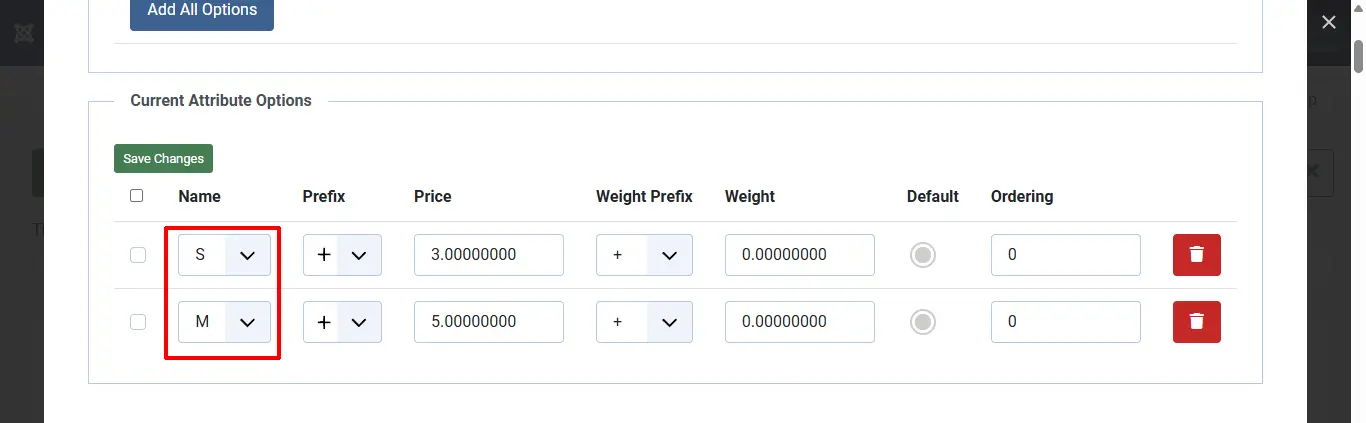 Add All Options
Current Attribute Options
Save Changes
Name Prefix Price Weight Prefix Weight Default Ordering
S + 3.00000000 + 0.00000000 0
M + 5.00000000 + 0.00000000 0